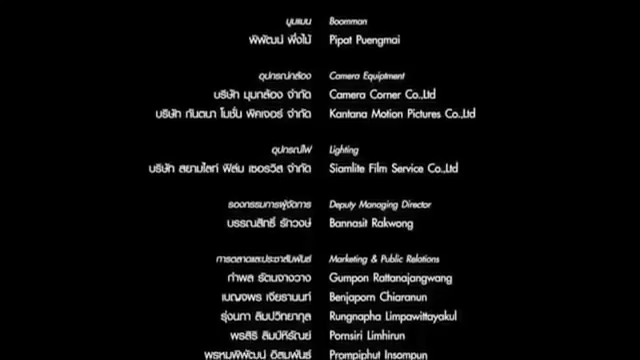 บูมแมน Boomman
พิพัฒน์ พึ่งไม้ Pipat Puengmai
อุปกรณ์กล้อง Camera Equiptment
บริษัท มุมกล้อง จำกัด Camera Corner Co.,Ltd
บริษัท กันตนา โมชั่น พิคเจอร์ จำกัด Kantana Motion Pictures Co.,Ltd
อุปกรณ์ไฟ Lighting
บริษัท สยามไลท์ ฟิล์ม เซอรวิส จำกัด Siamlite Film Service Co.,Ltd
รองกรรมการผู้จัดการ Deputy Managing Director
บรรณสิทธิ์ รักวงษ์ Bannasit Rakwong
การตลาดและประชาสัมพันธ์ Marketing & Public Relations
กำพล รัตนจางวาง Gumpon Rattanajangwang
เบญจพร เจียรานนท์ Benjaporn Chiaranun
รุ่งนภา ลิมปวิทยากุล Rungnapha Limpawittayakul
พรสิริ ลิมป์หิรัณย์ Pornsiri Limhirun
พรหมพิพัฒน์ อิสมพันธ์ Prompiphut Insompun